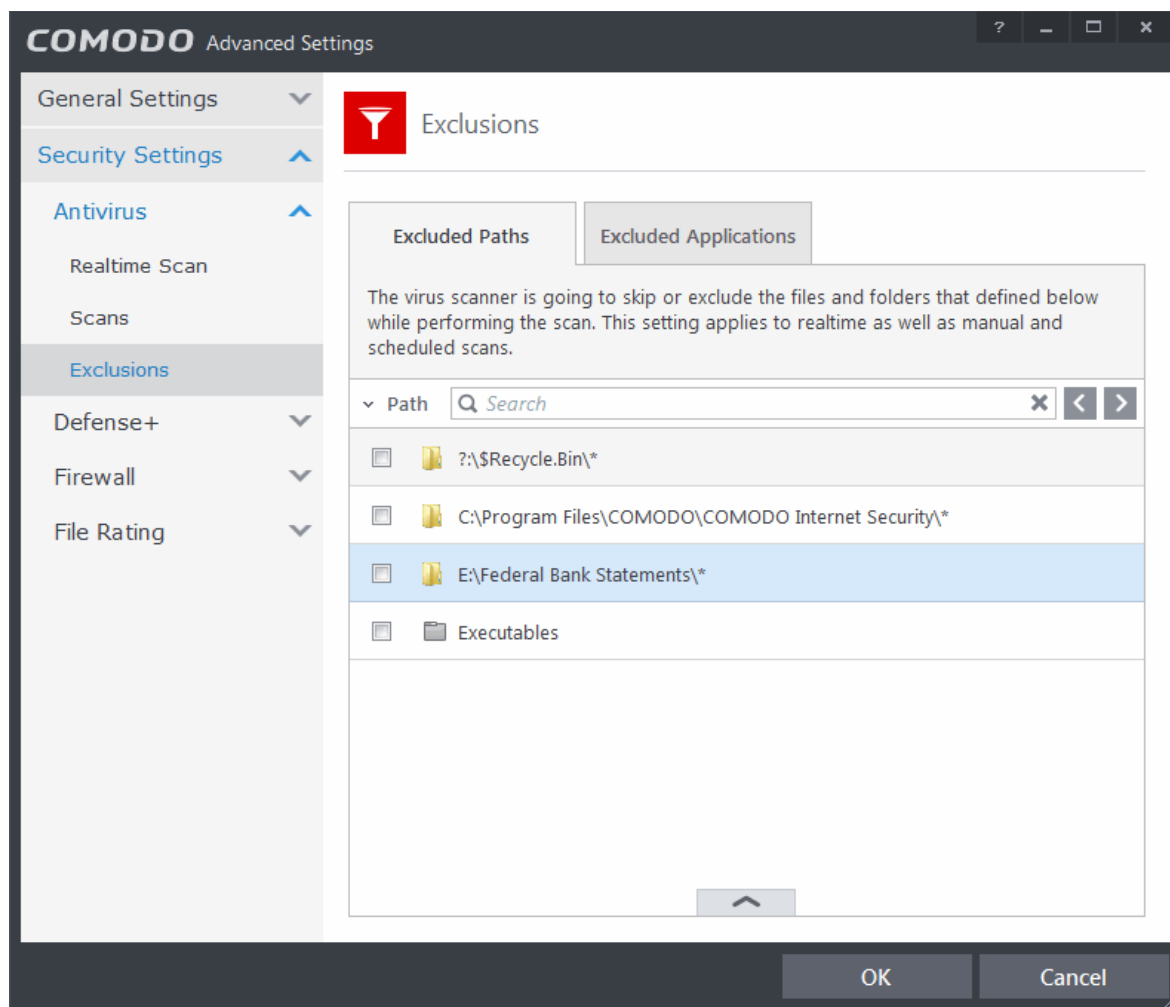 COMODO Advanced Settings
?
General Settings
Security Settings
Antivirus
Realtime Scan
Scans
Exclusions
Defense+
Firewall
File Rating
Exclusions
Excluded Paths
Excluded Applications
The virus scanner is going to skip or exclude the files and folders that defined below
while performing the scan. This setting applies to realtime as well as manual and
scheduled scans.
Path
Search
?:\$Recycle.Bin\*
C:\Program Files\COMODO\COMODO Internet Security\*
E:\Federal Bank Statements\*
Executables
OK
Cancel